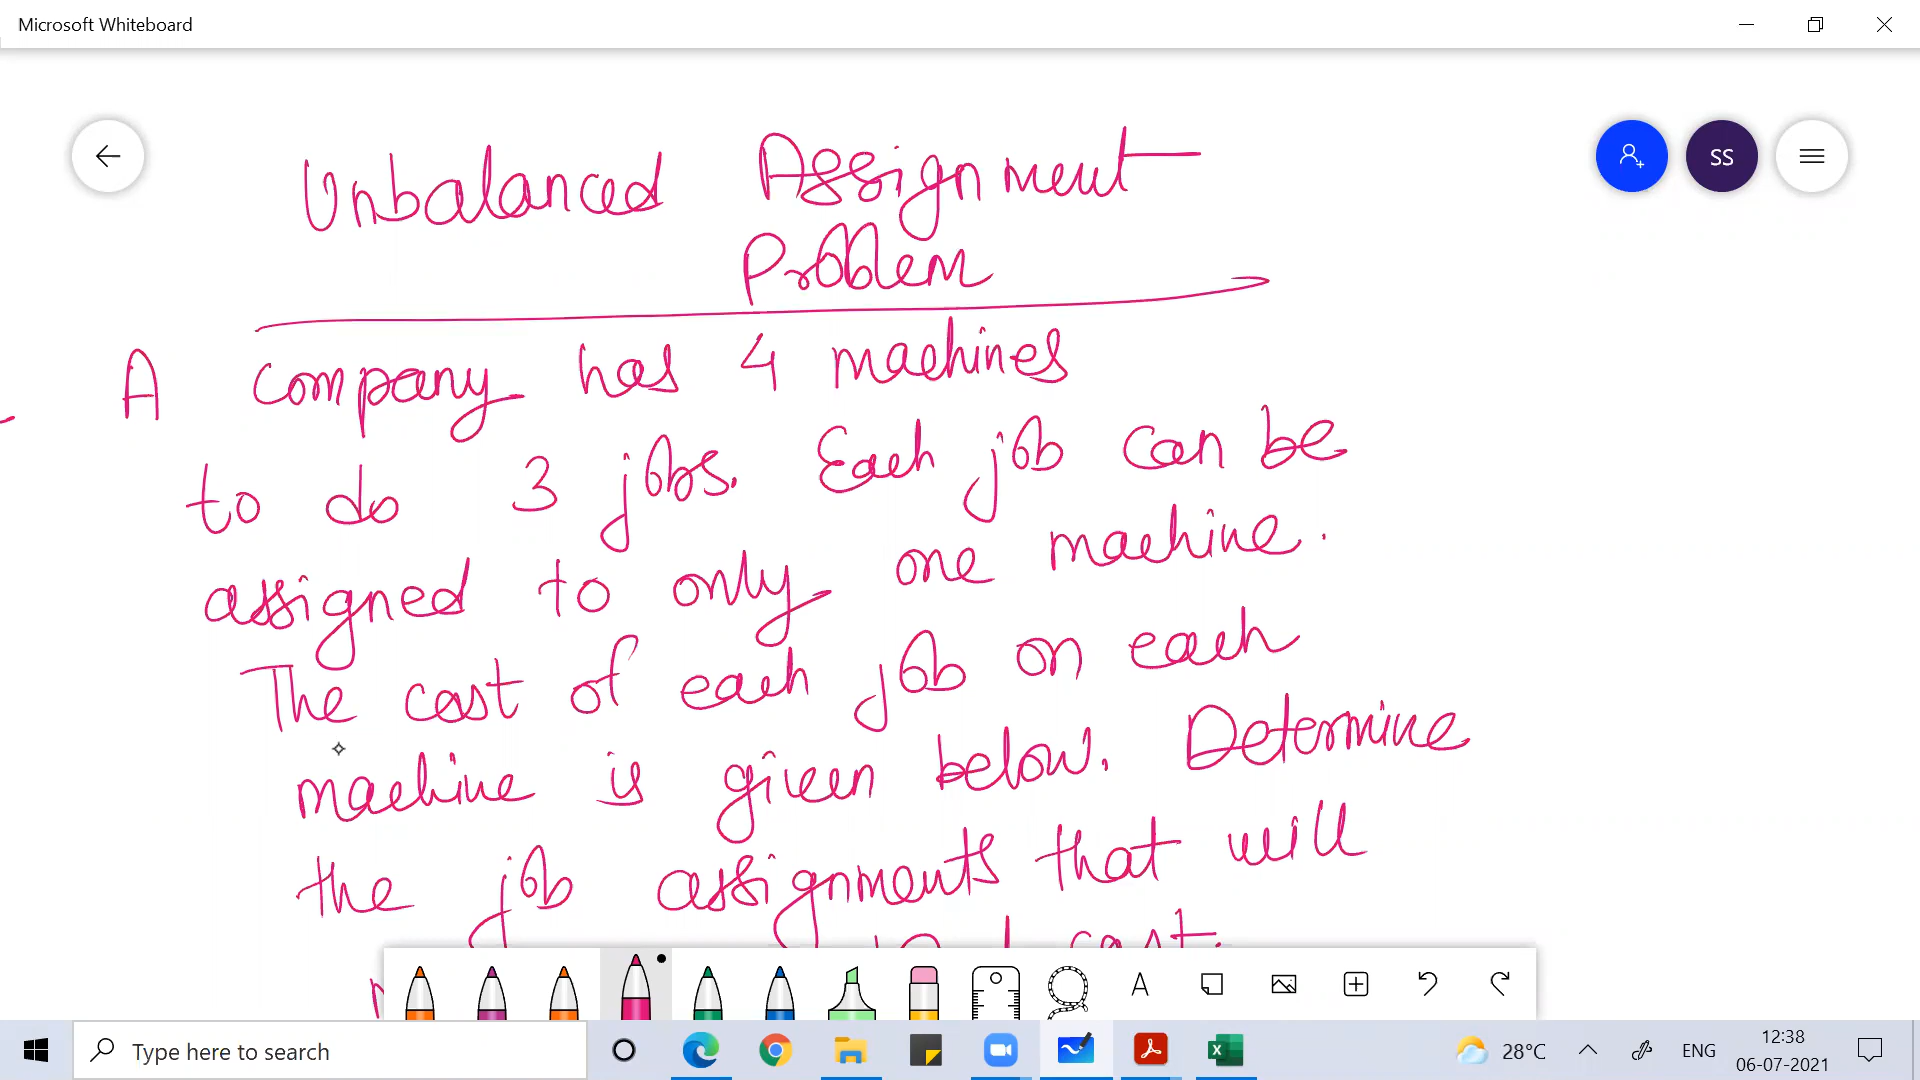 Microsoft Whiteboard
SS
Unbalanced Assignment
Problem
A company has 4 machines
to do 3 jobs. Each job can be
assigned to only one machine.
The cost of each job on each
machine is given below. Determine
the job assignments that will
cost.
A
Type here to search
28°C
ENG
12:38
06-07-2021